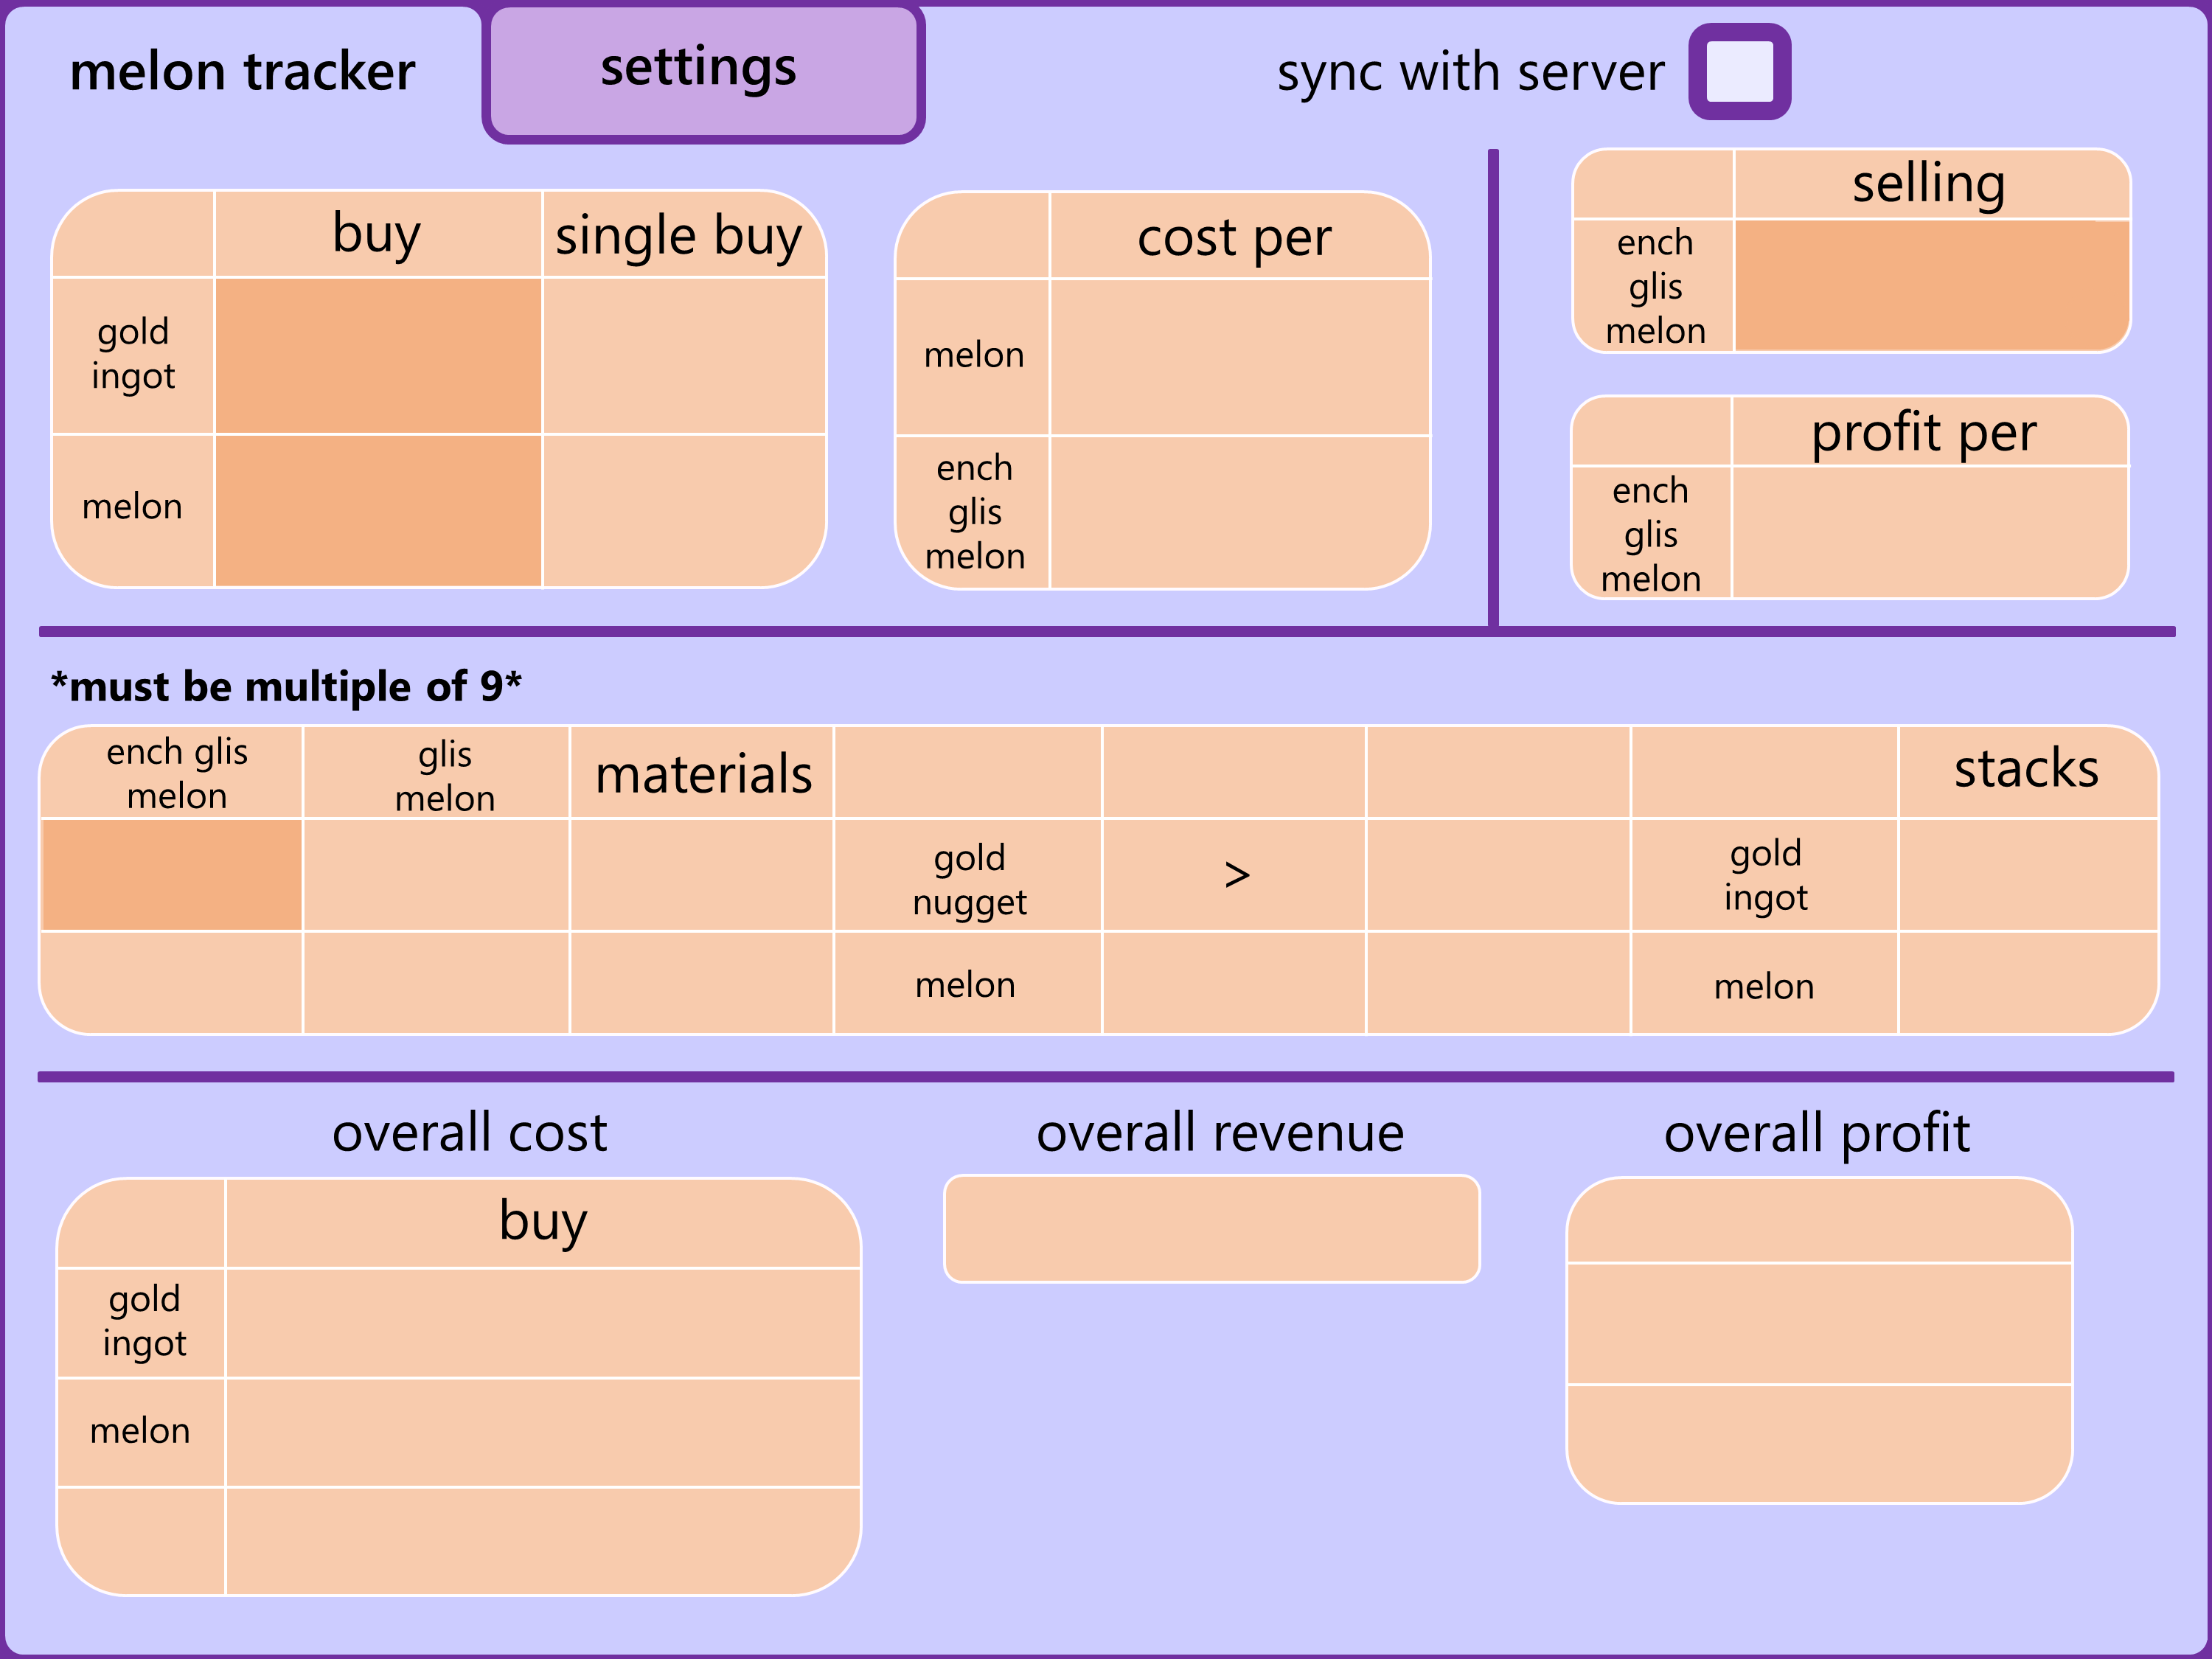 melon tracker
settings
sync with server
buy
single buy
gold
ingot
melon
cost per
melon
ench
glis
melon
selling
ench
glis
melon
profit per
ench
glis
melon
*must be multiple of 9*
ench glis
melon
glis
melon
materials
stacks
gold
nugget
>
gold
ingot
melon
melon
overall cost
overall revenue
overall profit
buy
gold
ingot
melon